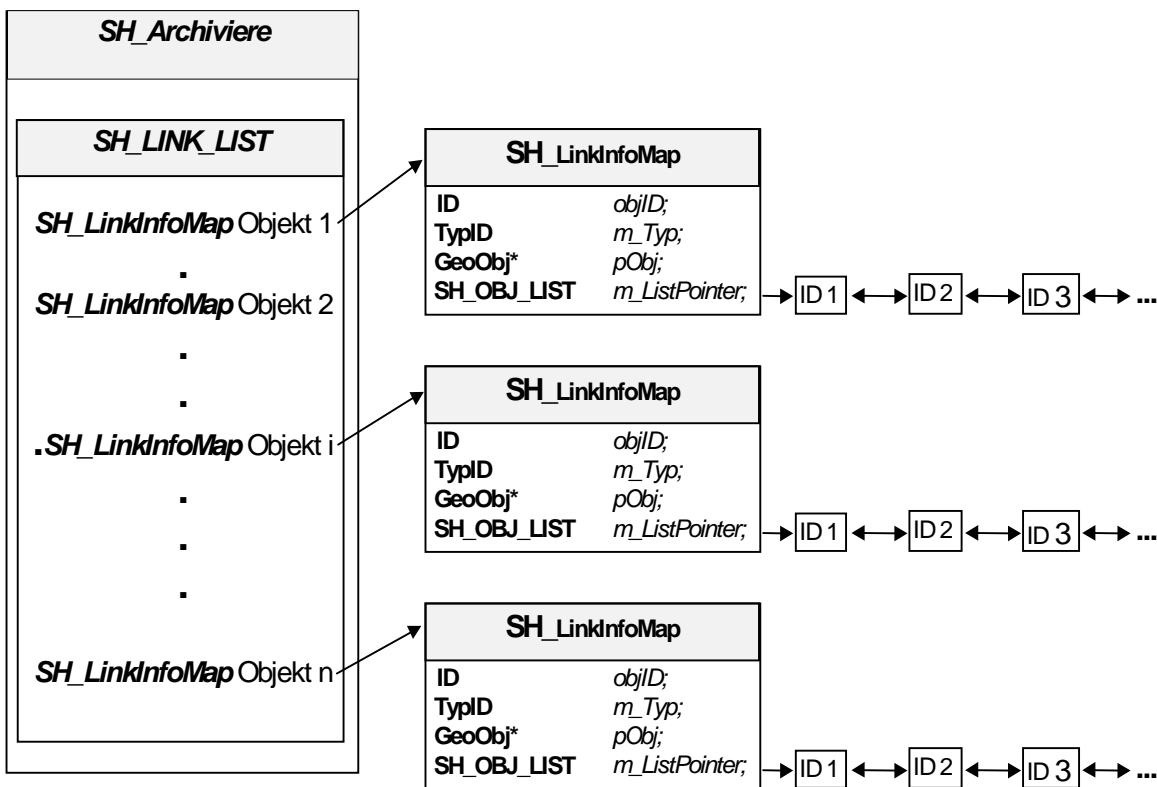 SH_Archiviere
SH_LINK_LIST
SH_LinkInfoMap Objekt 1
.
SH_LinkInfoMap Objekt 2
.
.
.SH_LinkInfoMap Objekt i
.
.
.
SH_LinkInfoMap Objekt n
SH_LinkInfoMap
ID objID;
TypID m_Typ;
GeoObj* pObj;
SH_OBJ_LIST m_ListPointer; ID 1 ID 2 ID 3 ...
SH_LinkInfoMap
ID objID;
TypID m_Typ;
GeoObj* pObj;
SH_OBJ_LIST m_ListPointer; ID 1 ID 2 ID 3 ...
SH_LinkInfoMap
ID objID;
TypID m_Typ;
GeoObj* pObj;
SH_OBJ_LIST m_ListPointer; ID 1 ID 2 ID 3 ...